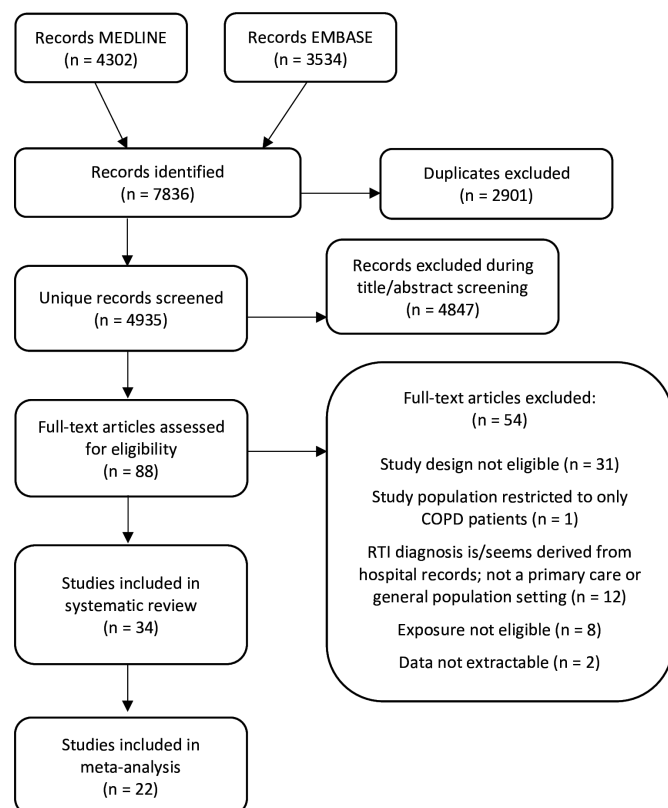 Records MEDLINE
(n = 4302)
Records EMBASE
(n = 3534)
Records identified
(n = 7836)
Duplicates excluded
(n = 2901)
Unique records screened
(n = 4935)
Records excluded during
title/abstract screening
(n = 4847)
Full-text articles assessed
for eligibility
(n = 88)
Full-text articles excluded:
(n = 54)
Study design not eligible (n = 31)
Study population restricted to only
COPD patients (n = 1)
RTI diagnosis is/seems derived from
hospital records; not a primary care or
general population setting (n = 12)
Exposure not eligible (n = 8)
Data not extractable (n = 2)
Studies included in
systematic review
(n = 34)
Studies included in
meta-analysis
(n = 22)